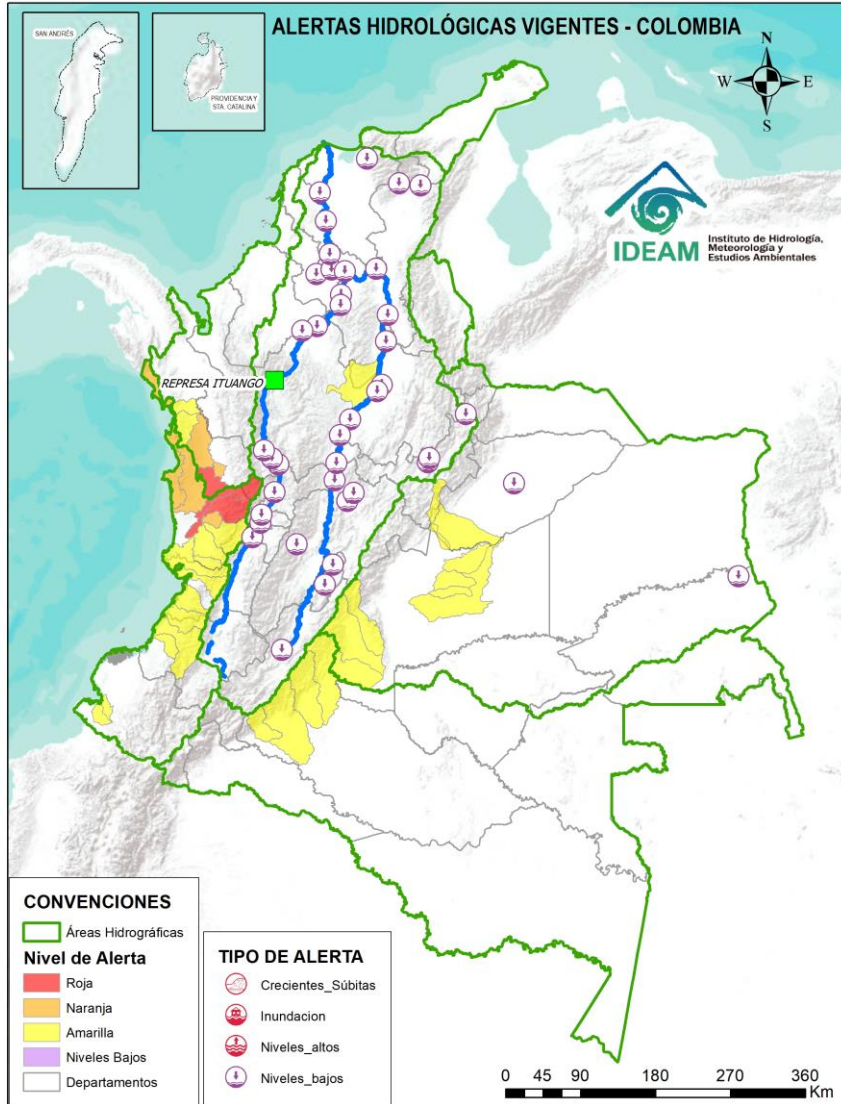 ALERTAS HIDROLÓGICAS VIGENTES - COLOMBIA
SAN ANDRÉS
PROVIDENCIA Y
STA. CATALINA
N
W
E
S
IDEAM
Instituto de Hidrología,
Meteorología y
Estudios Ambientales
REPRESA ITUANGO
CONVENCIONES
Áreas Hidrográficas
Nivel de Alerta
Roja
Naranja
Amarilla
Niveles Bajos
Departamentos
TIPO DE ALERTA
Crecientes_Súbitas
Inundacion
Niveles_altos
Niveles_bajos
0 45 90 180 270 360
Km